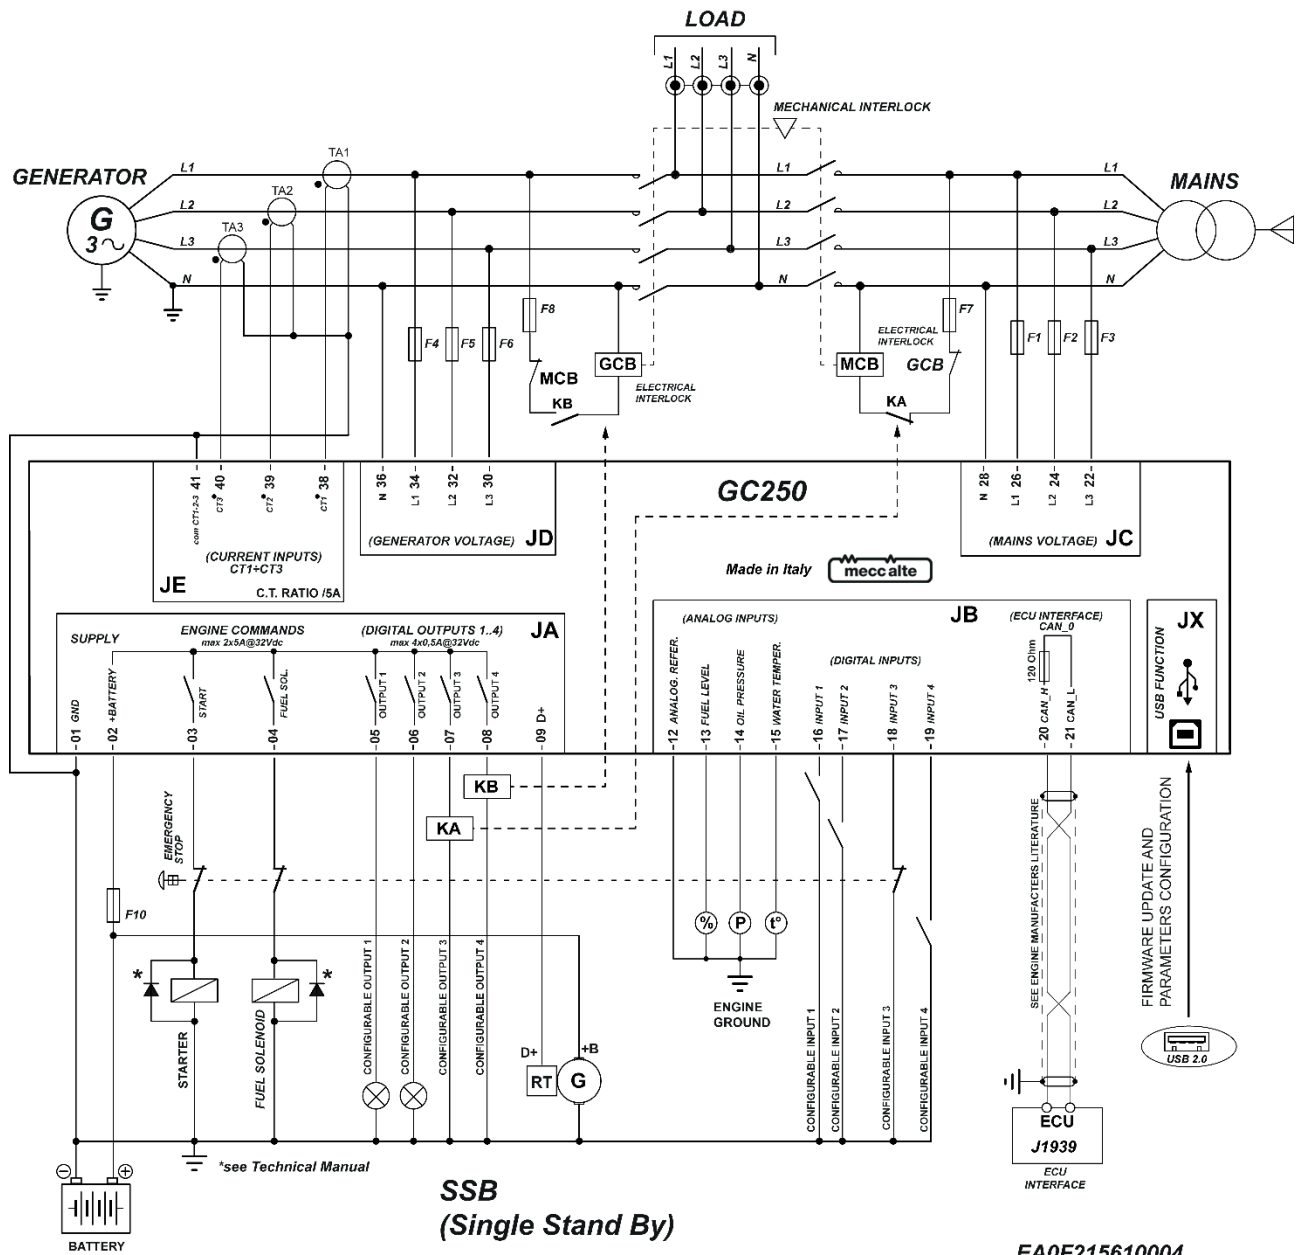 LOAD
L1
L2
L3
N
MECHANICAL INTERLOCK
GENERATOR
MAINS
G
3
TA1
TA2
TA3
L1
L2
L3
N
L1
L2
L3
N
L1
L2
L3
N
F8
F4
F5
F6
MCB
KB
GCB
ELECTRICAL
INTERLOCK
ELECTRICAL
INTERLOCK
MCB
GCB
KA
F7
F1
F2
F3
GC250
Made in Italy
meccalte
com CT1-2-3 41
CT3 40
CT2 39
CT1 38
(CURRENT INPUTS)
CT1÷CT3
JE
C.T. RATIO /5A
N 36
L1 34
L2 32
L3 30
(GENERATOR VOLTAGE)
JD
N 28
L1 26
L2 24
L3 22
(MAINS VOLTAGE)
JC
SUPPLY
ENGINE COMMANDS
max 2x5A@32Vdc
(DIGITAL OUTPUTS 1..4)
max 4x0,5A@32Vdc
JA
01 GND
02 +BATTERY
03
START
04
FUEL SOL.
05
OUTPUT 1
06
OUTPUT 2
07
OUTPUT 3
08
OUTPUT 4
09 D+
(ANALOG INPUTS)
JB
(DIGITAL INPUTS)
(ECU INTERFACE)
CAN_0
120 Ohm
12 ANALOG. REFER.
13 FUEL LEVEL
14 OIL PRESSURE
15 WATER TEMPER.
16 INPUT 1
17 INPUT 2
18 INPUT 3
19 INPUT 4
20 CAN_H
21 CAN_L
JX
USB FUNCTION
KB
KA
EMERGENCY
STOP
F10
*
*
STARTER
FUEL SOLENOID
CONFIGURABLE OUTPUT 1
CONFIGURABLE OUTPUT 2
CONFIGURABLE OUTPUT 3
CONFIGURABLE OUTPUT 4
D+
+B
RT
G
%
P
t°
ENGINE
GROUND
CONFIGURABLE INPUT 1
CONFIGURABLE INPUT 2
CONFIGURABLE INPUT 3
CONFIGURABLE INPUT 4
SEE ENGINE MANUFACTERS LITERATURE
FIRMWARE UPDATE AND
PARAMETERS CONFIGURATION
USB 2.0
ECU
J1939
ECU
INTERFACE
*see Technical Manual
BATTERY
SSB
(Single Stand By)
EA0F215610004